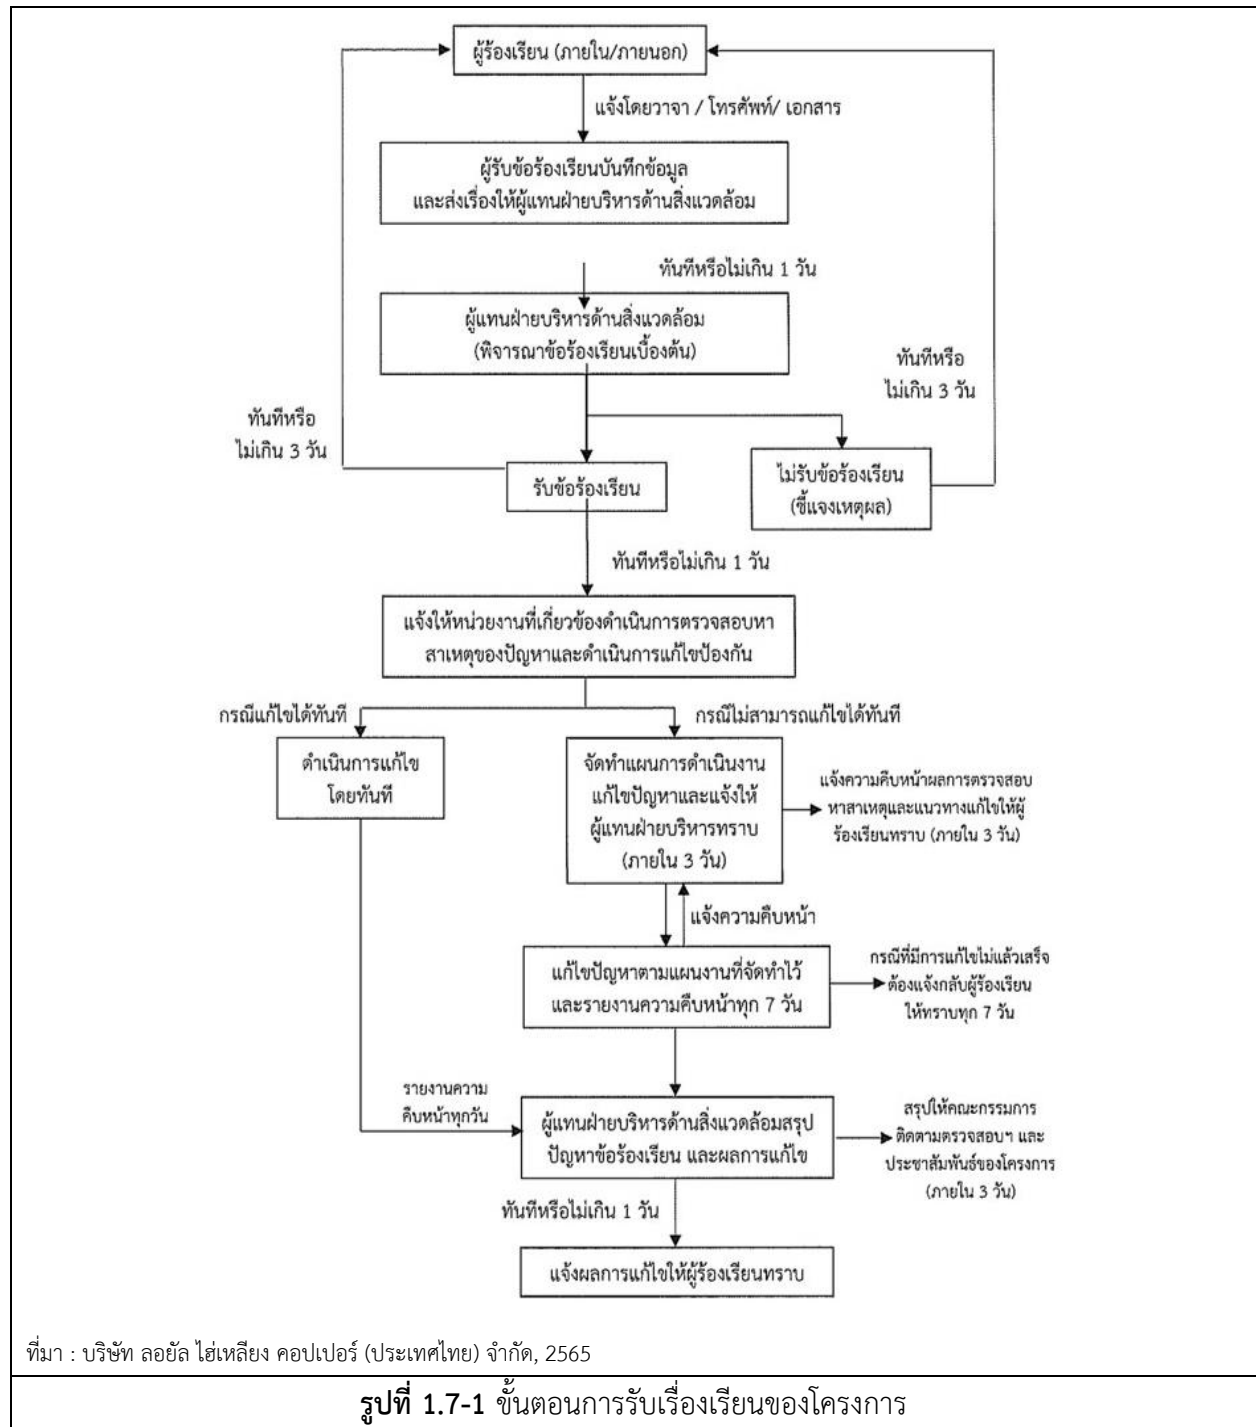 ผู้ร้องเรียน (ภายใน/ภายนอก)
แจ้งโดยวาจา / โทรศัพท์/ เอกสาร
ผู้รับข้อร้องเรียนบันทึกข้อมูล
และส่งเรื่องให้ผู้แทนฝ่ายบริหารด้านสิ่งแวดล้อม
ทันทีหรือไม่เกิน 1 วัน
ผู้แทนฝ่ายบริหารด้านสิ่งแวดล้อม
(พิจารณาข้อร้องเรียนเบื้องต้น)
ทันทีหรือ
ไม่เกิน 3 วัน
ทันทีหรือ
ไม่เกิน 3 วัน
รับข้อร้องเรียน
ไม่รับข้อร้องเรียน
(ชี้แจงเหตุผล)
ทันทีหรือไม่เกิน 1 วัน
แจ้งให้หน่วยงานที่เกี่ยวข้องดำเนินการตรวจสอบหา
สาเหตุของปัญหาและดำเนินการแก้ไขป้องกัน
กรณีแก้ไขได้ทันที
กรณีไม่สามารถแก้ไขได้ทันที
ดำเนินการแก้ไข
โดยทันที
จัดทำแผนการดำเนินงาน
แก้ไขปัญหาและแจ้งให้
ผู้แทนฝ่ายบริหารทราบ
(ภายใน 3 วัน)
แจ้งความคืบหน้าผลการตรวจสอบ
หาสาเหตุและแนวทางแก้ไขให้ผู้
ร้องเรียนทราบ (ภายใน 3 วัน)
แจ้งความคืบหน้า
แก้ไขปัญหาตามแผนงานที่จัดทำไว้
และรายงานความคืบหน้าทุก 7 วัน
กรณีที่มีการแก้ไขไม่แล้วเสร็จ
ต้องแจ้งกลับผู้ร้องเรียน
ให้ทราบทุก 7 วัน
รายงานความ
คืบหน้าทุกวัน
ผู้แทนฝ่ายบริหารด้านสิ่งแวดล้อมสรุป
ปัญหาข้อร้องเรียน และผลการแก้ไข
สรุปให้คณะกรรมการ
ติดตามตรวจสอบฯ และ
ประชาสัมพันธ์ของโครงการ
(ภายใน 3 วัน)
ทันทีหรือไม่เกิน 1 วัน
แจ้งผลการแก้ไขให้ผู้ร้องเรียนทราบ
ที่มา : บริษัท ลอยัล ไฮ่เหลียง คอปเปอร์ (ประเทศไทย) จำกัด, 2565
รูปที่ 1.7-1 ขั้นตอนการรับเรื่องเรียนของโครงการ